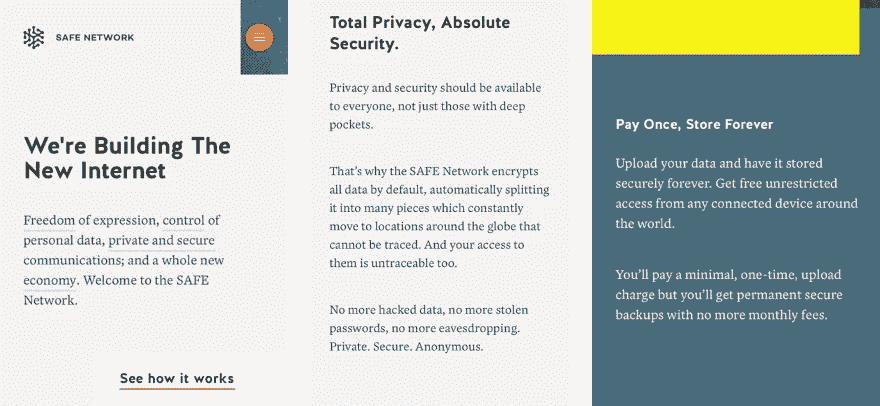 SAFE NETWORK
We're Building The
New Internet
Freedom of expression, control of
personal data, private and secure
communications; and a whole new
economy. Welcome to the SAFE
Network.
See how it works
Total Privacy, Absolute
Security.
Privacy and security should be available
to everyone, not just those with deep
pockets.
That's why the SAFE Network encrypts
all data by default, automatically splitting
it into many pieces which constantly
move to locations around the globe that
cannot be traced. And your access to
them is untraceable too.
No more hacked data, no more stolen
passwords, no more eavesdropping.
Private. Secure. Anonymous.
Pay Once, Store Forever
Upload your data and have it stored
securely forever. Get free unrestricted
access from any connected device around
the world.
You'll pay a minimal, one-time, upload
charge but you'll get permanent secure
backups with no more monthly fees.